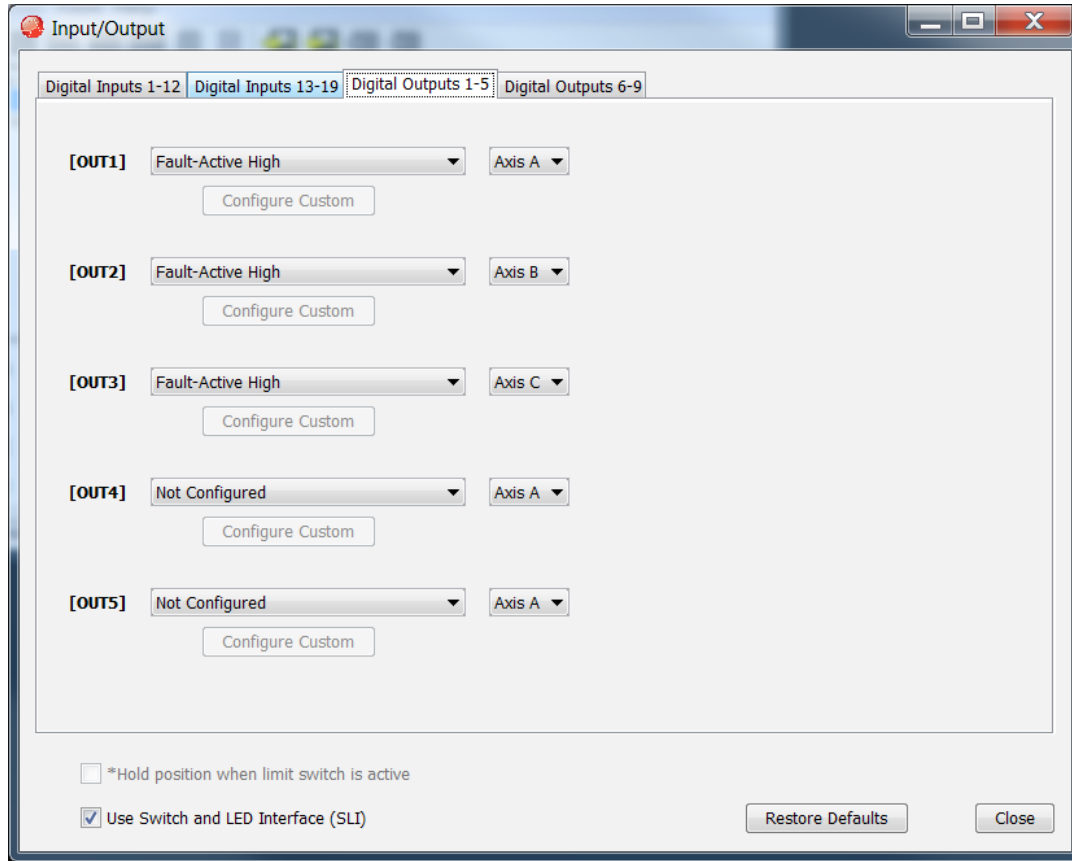 Input/Output
Digital Inputs 1-12 Digital Inputs 13-19 Digital Outputs 1-5 Digital Outputs 6-9
[OUT1] Fault-Active High Axis A
Configure Custom
[OUT2] Fault-Active High Axis B
Configure Custom
[OUT3] Fault-Active High Axis C
Configure Custom
[OUT4] Not Configured Axis A
Configure Custom
[OUT5] Not Configured Axis A
Configure Custom
*Hold position when limit switch is active
Use Switch and LED Interface (SLI) Restore Defaults Close